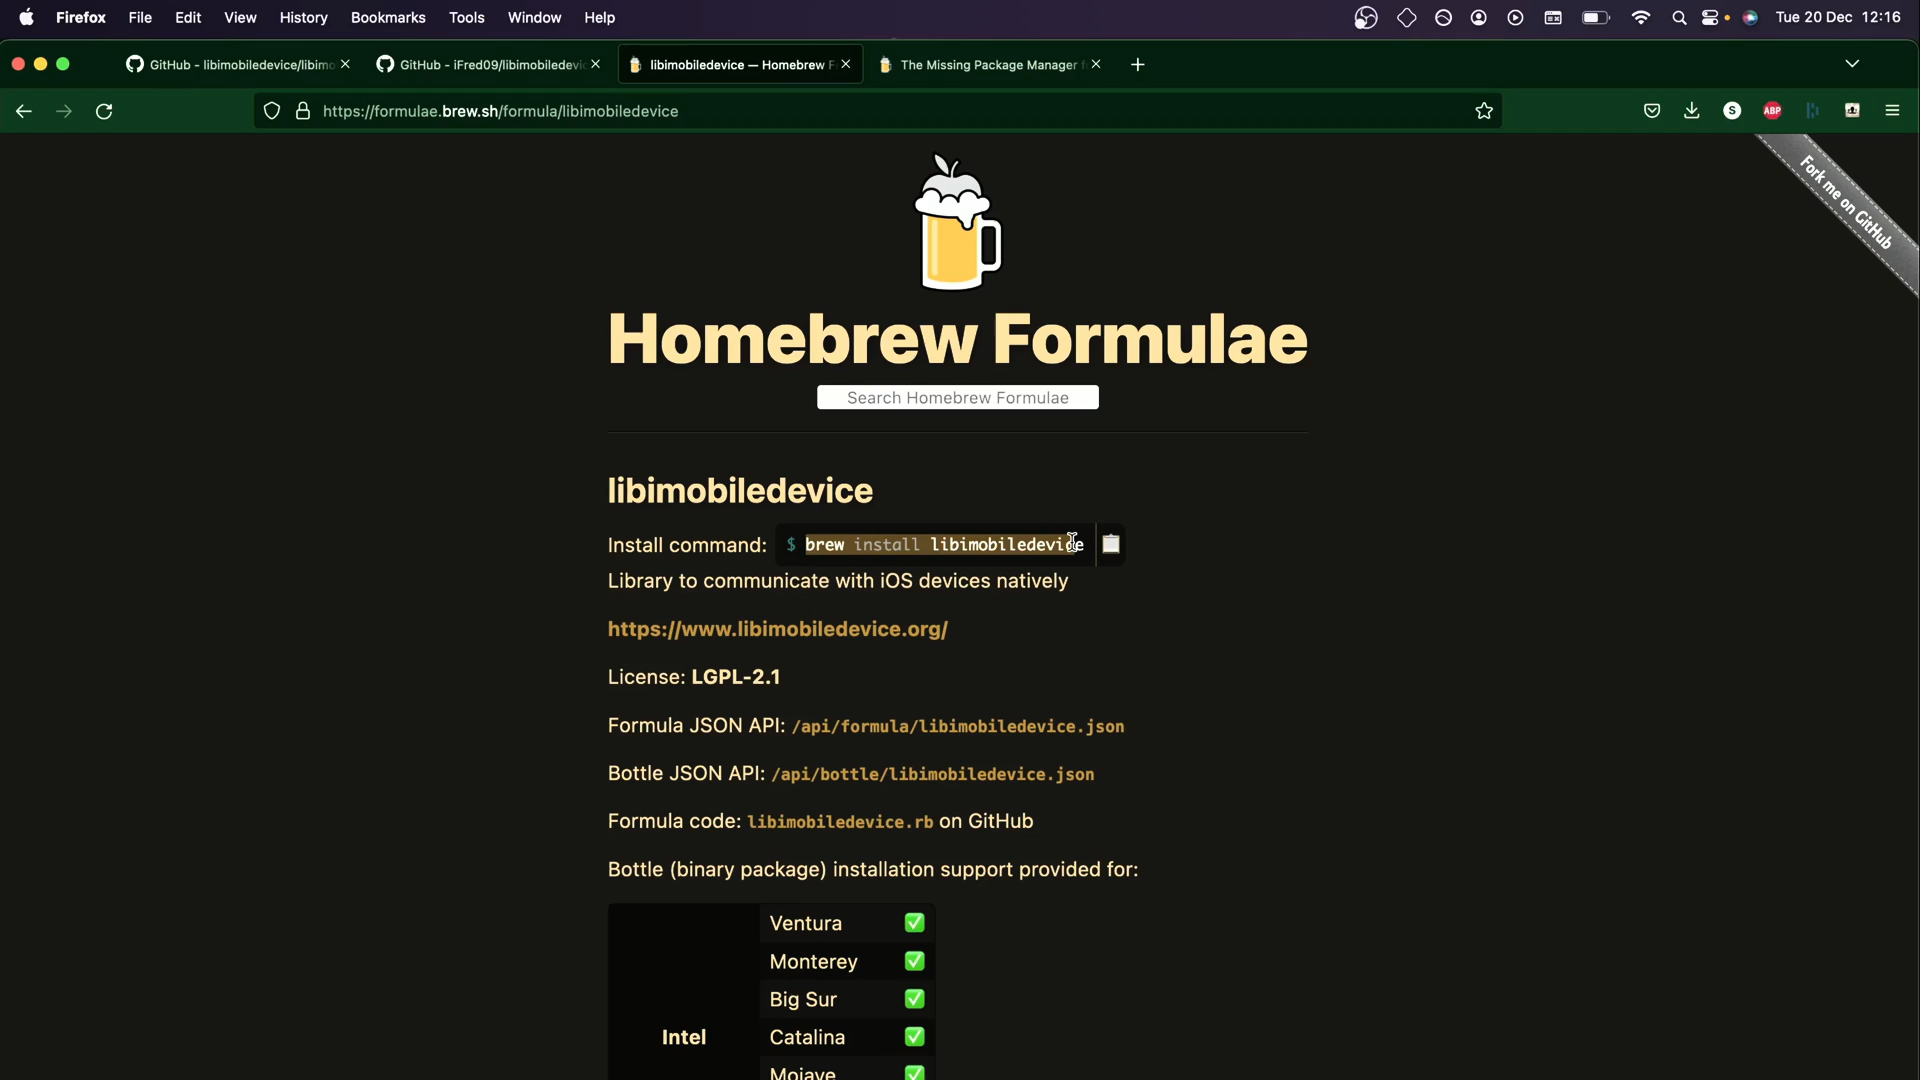 Firefox File Edit View History Bookmarks Tools Window Help Tue 20 Dec 12:16
GitHub - libimobiledevice/libimo GitHub - iFred09/libimobiledevic libimobiledevice — Homebrew F The Missing Package Manager f
https://formulae.brew.sh/formula/libimobiledevice S ABP
Fork me on GitHub
Homebrew Formulae
Search Homebrew Formulae
libimobiledevice
Install command: $ brew install libimobiledevice
Library to communicate with iOS devices natively
https://www.libimobiledevice.org/
License: LGPL-2.1
Formula JSON API: /api/formula/libimobiledevice.json
Bottle JSON API: /api/bottle/libimobiledevice.json
Formula code: libimobiledevice.rb on GitHub
Bottle (binary package) installation support provided for:
Ventura ✅
Monterey ✅
Big Sur ✅
Intel Catalina ✅
Mojave ✅